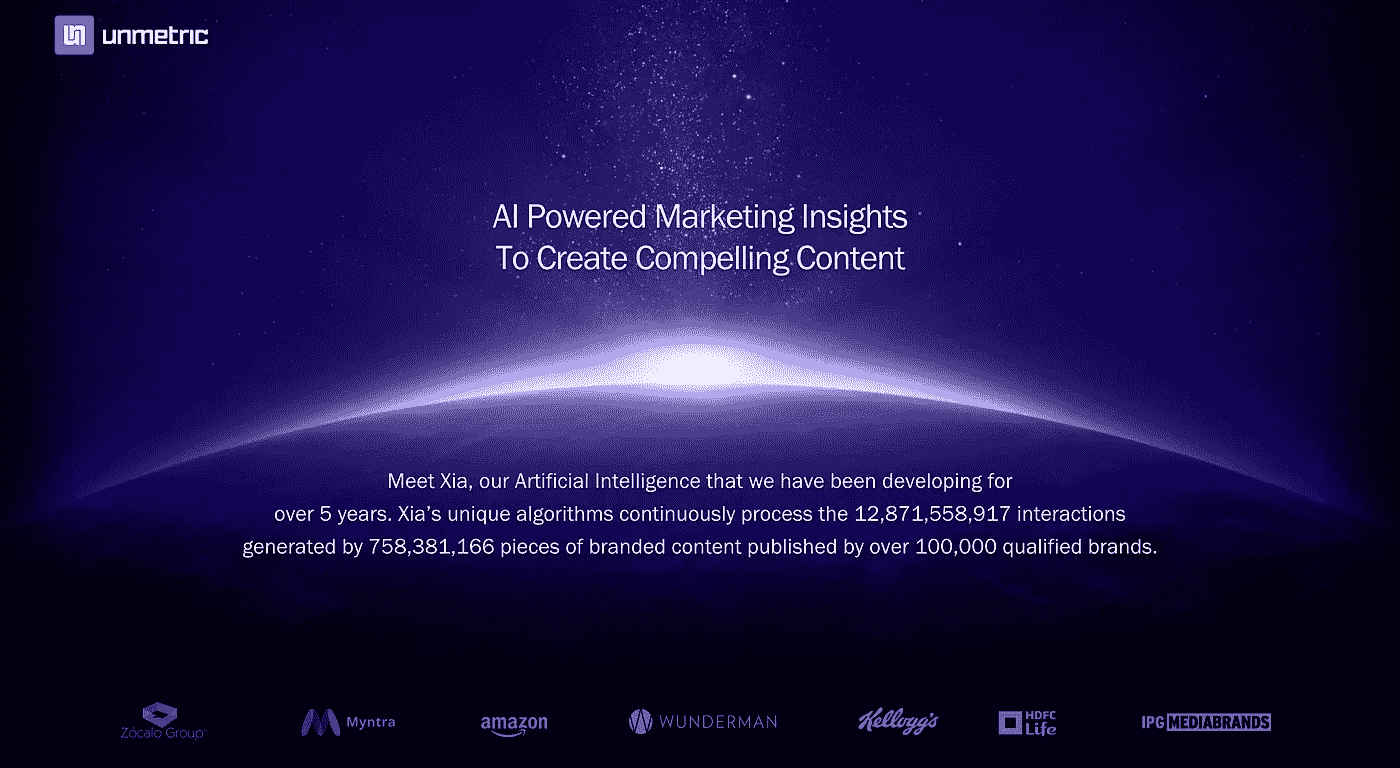 unmetric
AI Powered Marketing Insights
To Create Compelling Content
Meet Xia, our Artificial Intelligence that we have been developing for
over 5 years. Xia’s unique algorithms continuously process the 12,871,558,917 interactions
generated by 758,381,166 pieces of branded content published by over 100,000 qualified brands.
Zócalo Group
Myntra
amazon
WUNDERMAN
Kellogg's
HDFC
Life
IPG MEDIABRANDS